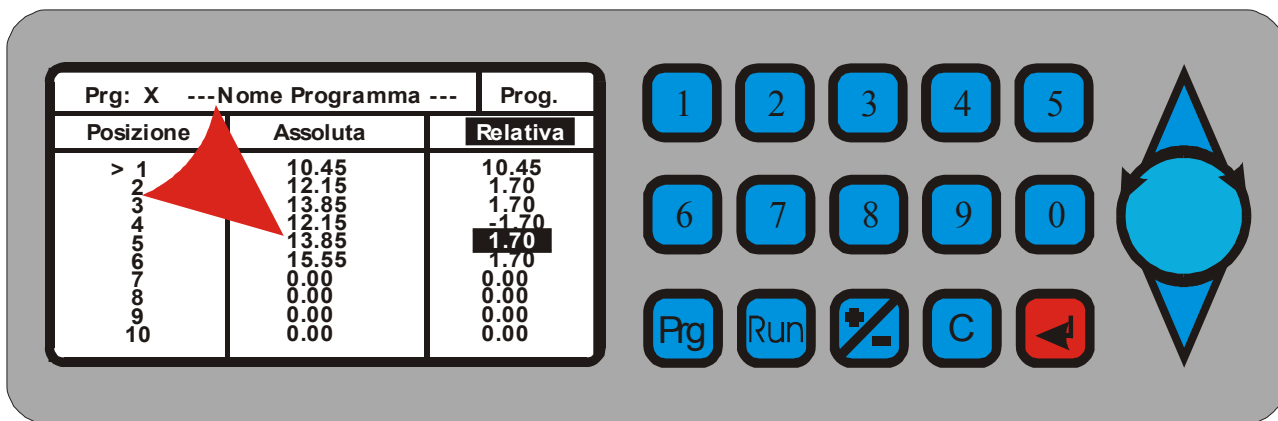 Prg: X ---Nome Programma --- Prog.
Posizione Assoluta Relativa
> 1 10.45 10.45
2 12.15 1.70
3 13.85 1.70
4 12.15 -1.70
5 13.85 1.70
6 15.55 1.70
7 0.00 0.00
8 0.00 0.00
9 0.00 0.00
10 0.00 0.00
1 2 3 4 5
6 7 8 9 0
Prg Run + - C